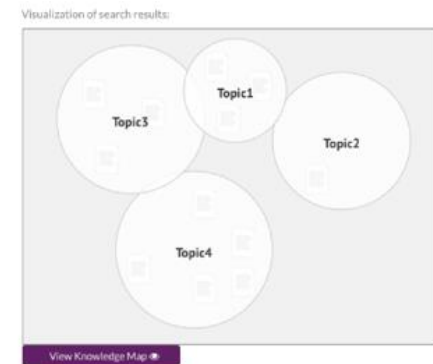 Visualization of search results:
Topic1
Topic3
Topic2
Topic4
View Knowledge Map